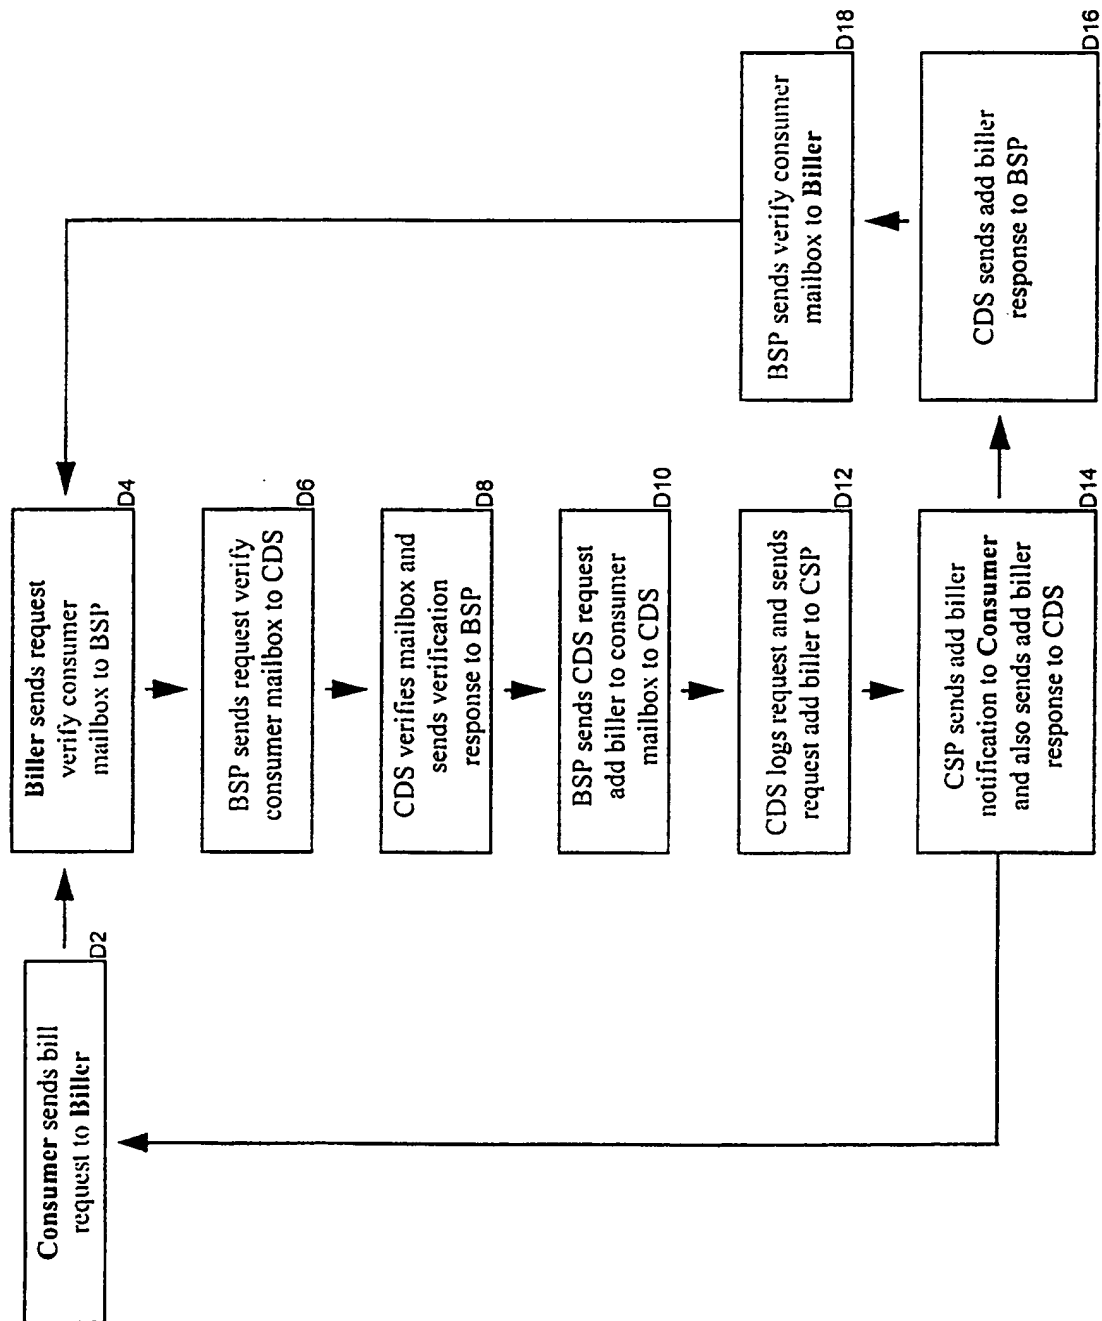 Consumer sends bill
request to Biller
D2
Biller sends request
verify consumer
mailbox to BSP
D4
BSP sends request verify
consumer mailbox to CDS
D6
CDS verifies mailbox and
sends verification
response to BSP
D8
BSP sends CDS request
add biller to consumer
mailbox to CDS
D10
CDS logs request and sends
request add biller to CSP
D12
CSP sends add biller
notification to Consumer
and also sends add biller
response to CDS
D14
CDS sends add biller
response to BSP
D16
BSP sends verify consumer
mailbox to Biller
D18